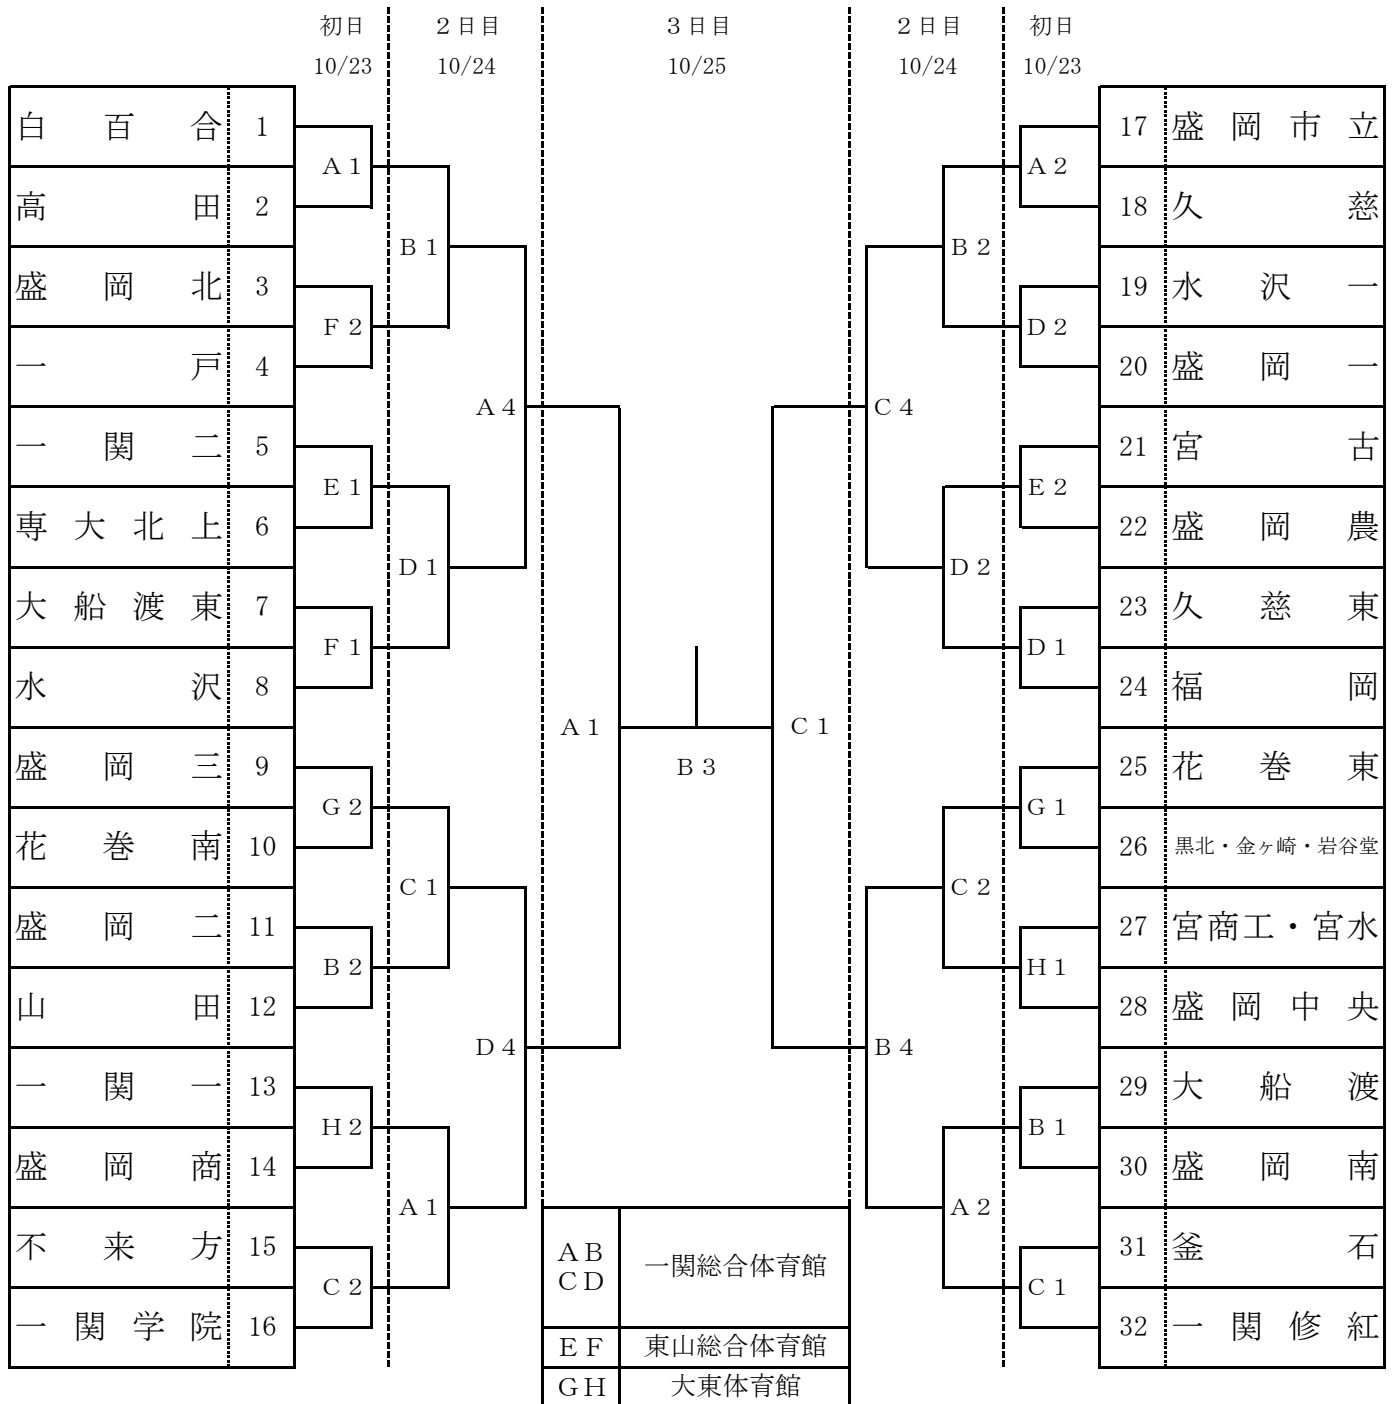 初日 ２日目 ３日目 ２日目 初日
10/23 10/24 10/25 10/24 10/23
白百合 1
高田 2
盛岡北 3
一戸 4
一関二 5
専大北上 6
大船渡東 7
水沢 8
盛岡三 9
花巻南 10
盛岡二 11
山田 12
一関一 13
盛岡商 14
不来方 15
一関学院 16
A1
F2
E1
F1
G2
B2
H2
C2
B1
D1
C1
A1
A4
D4
A1
B3
C1
C4
B4
B2
D2
C2
A2
A2
D2
E2
D1
G1
H1
B1
C1
17 盛岡市立
18 久慈
19 水沢一
20 盛岡一
21 宮古
22 盛岡農
23 久慈東
24 福岡
25 花巻東
26 黒北・金ヶ崎・岩谷堂
27 宮商工・宮水
28 盛岡中央
29 大船渡
30 盛岡南
31 釜石
32 一関修紅
AB
CD 一関総合体育館
EF 東山総合体育館
GH 大東体育館